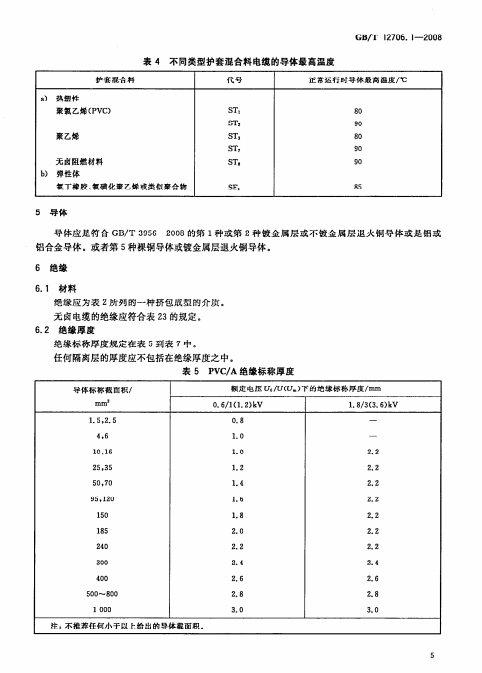 GB/T 12706.1—2008
表 4 不同类型护套混合料电缆的导体最高温度
护套混合料 代号 正常运行时导体最高温度/℃
a) 热塑性
聚氯乙烯(PVC) ST₁ 80
ST₂ 90
聚乙烯 ST₃ 80
ST₇ 90
无卤阻燃材料 ST₈ 90
b) 弹性体
氯丁橡胶、氯磺化聚乙烯或类似聚合物 SE₁ 85
5 导体
导体应是符合 GB/T 3956—2008 的第 1 种或第 2 种镀金属层或不镀金属层退火铜导体或是铝或
铝合金导体，或者第 5 种裸铜导体或镀金属层退火铜导体。
6 绝缘
6.1 材料
绝缘应为表 2 所列的一种挤包成型的介质。
无卤电缆的绝缘应符合表 23 的规定。
6.2 绝缘厚度
绝缘标称厚度规定在表 5 到表 7 中。
任何隔离层的厚度应不包括在绝缘厚度之中。
表 5 PVC/A 绝缘标称厚度
导体标称截面积/ 额定电压 U₀/U(Uₘ)下的绝缘标称厚度/mm
mm² 0.6/1(1.2)kV 1.8/3(3.6)kV
1.5,2.5 0.8 —
4,6 1.0 —
10,16 1.0 2.2
25,35 1.2 2.2
50,70 1.4 2.2
95,120 1.6 2.2
150 1.8 2.2
185 2.0 2.2
240 2.2 2.2
300 2.4 2.4
400 2.6 2.6
500～800 2.8 2.8
1 000 3.0 3.0
注：不推荐任何小于以上给出的导体截面积。
5